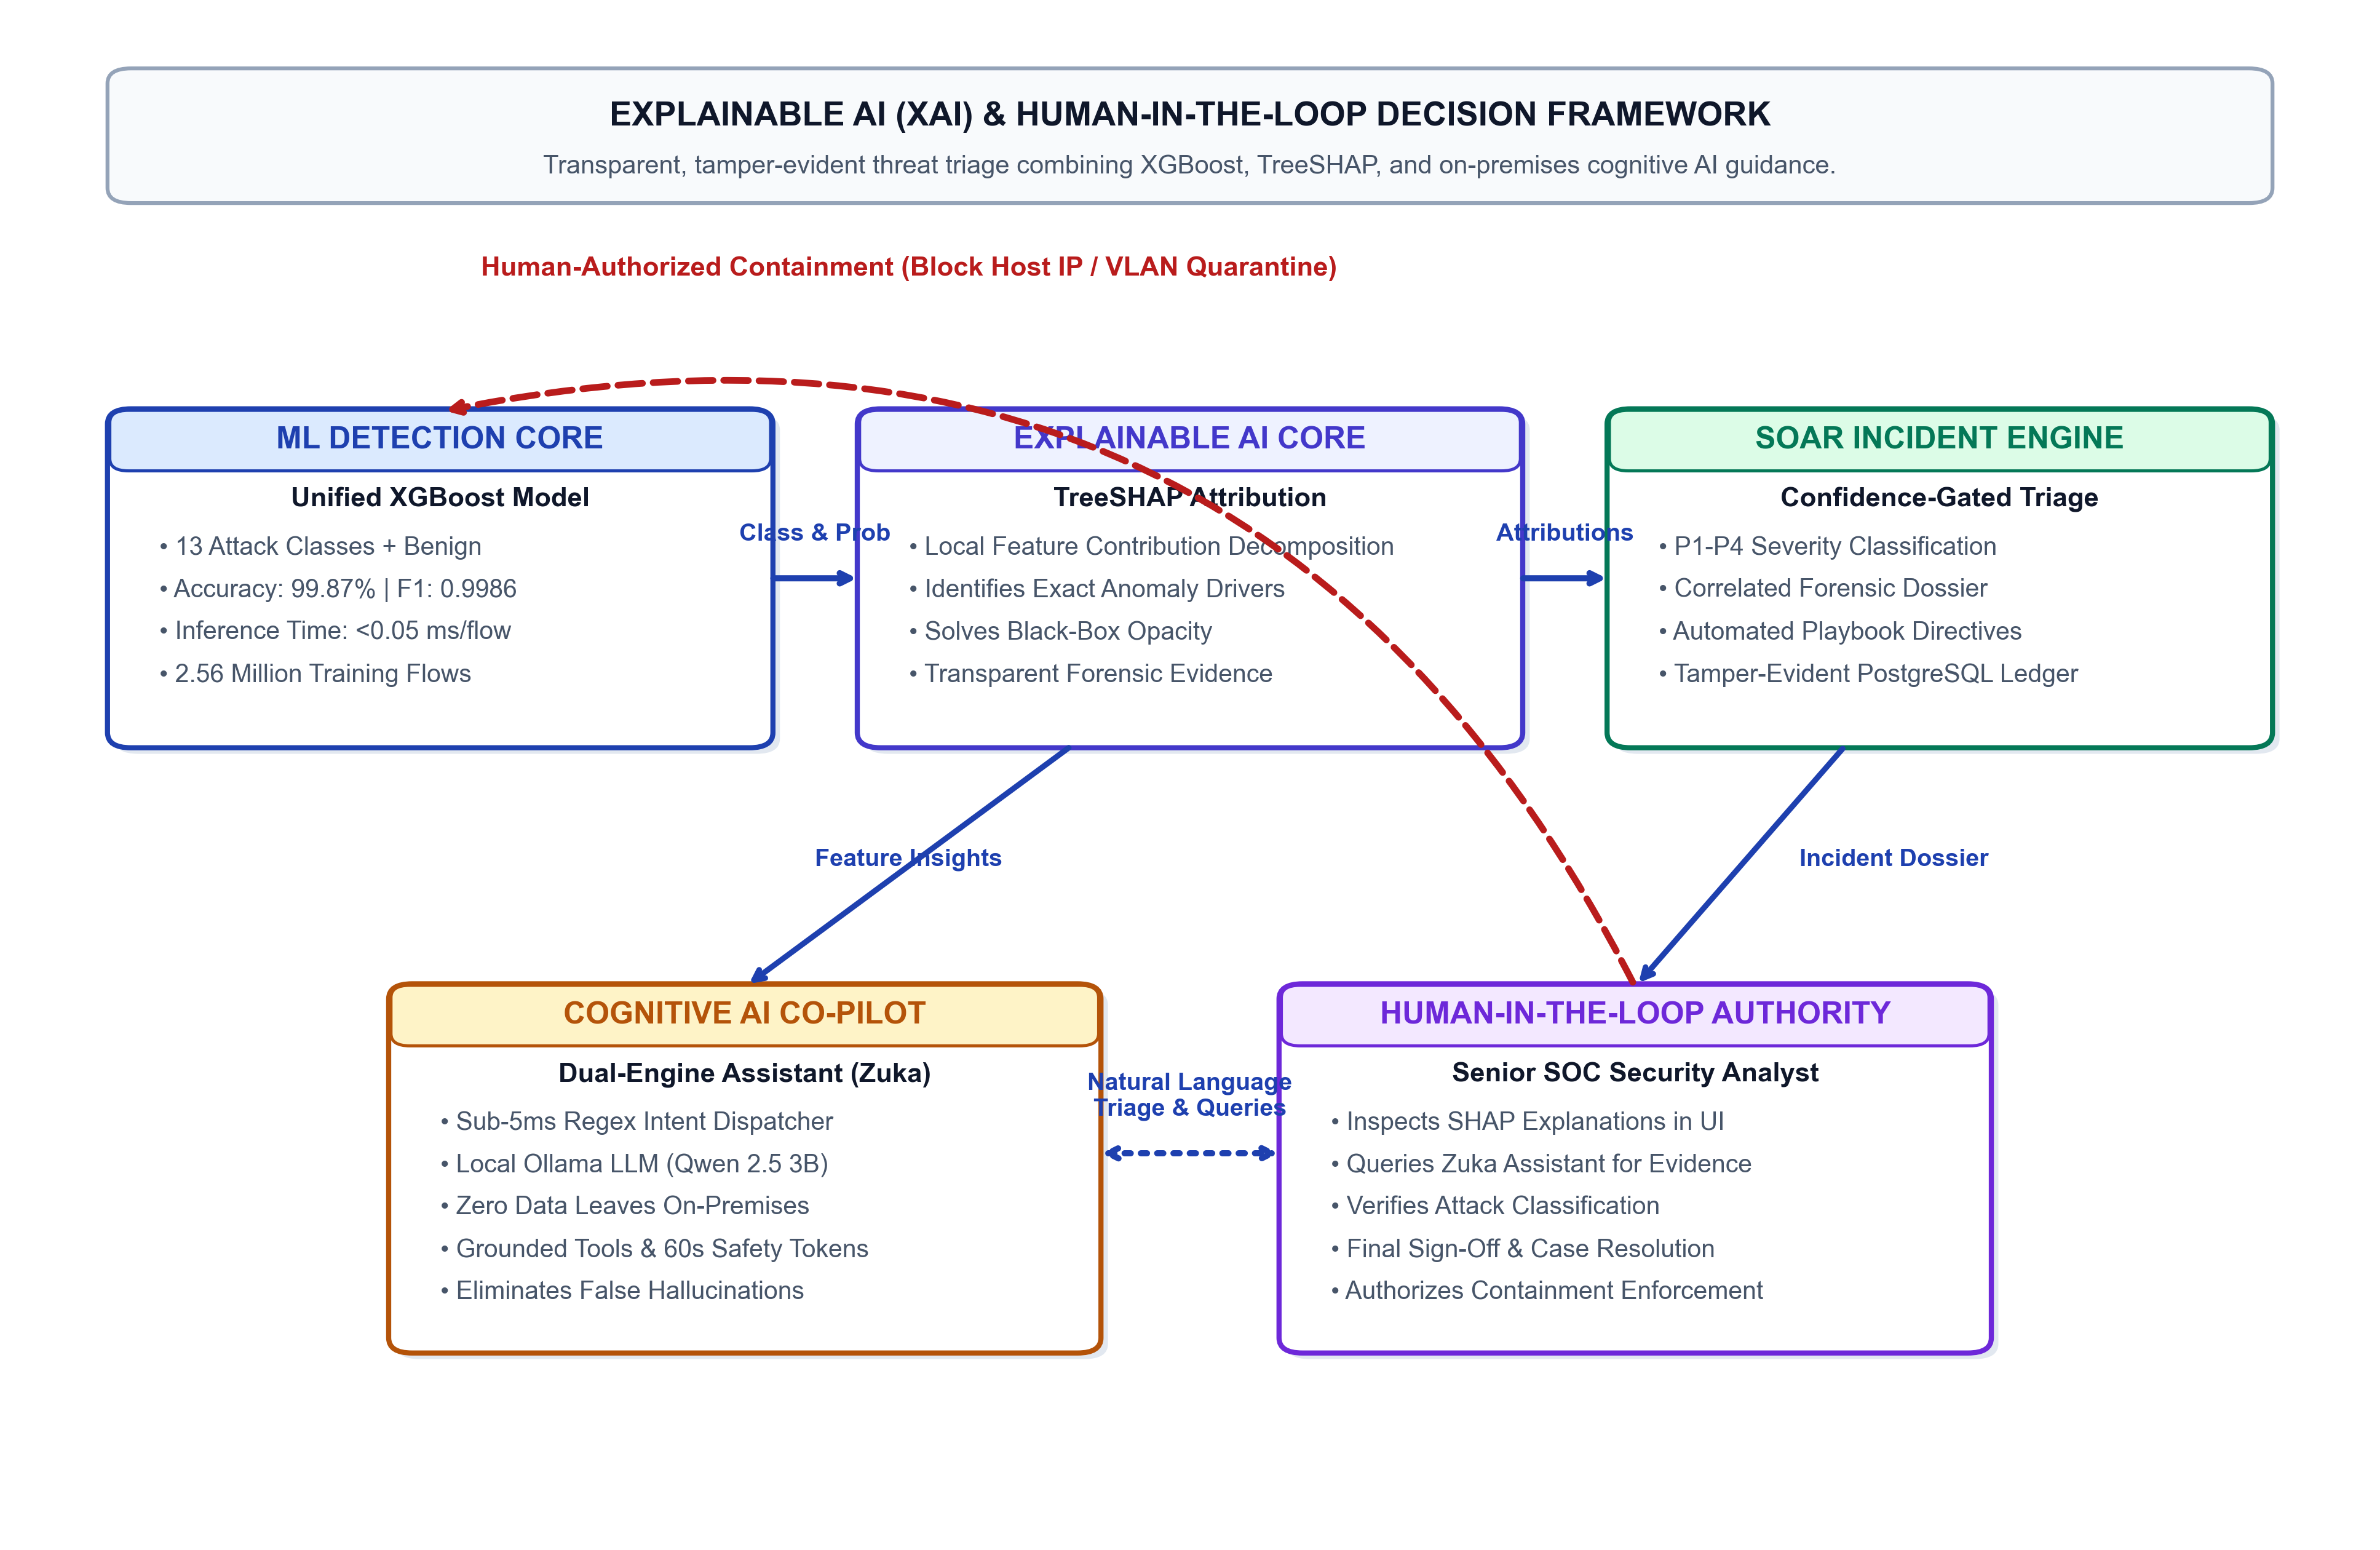 EXPLAINABLE AI (XAI) & HUMAN-IN-THE-LOOP DECISION FRAMEWORK
Transparent, tamper-evident threat triage combining XGBoost, TreeSHAP, and on-premises cognitive AI guidance.
Human-Authorized Containment (Block Host IP / VLAN Quarantine)
ML DETECTION CORE
Unified XGBoost Model
• 13 Attack Classes + Benign
• Accuracy: 99.87% | F1: 0.9986
• Inference Time: <0.05 ms/flow
• 2.56 Million Training Flows
Class & Prob
EXPLAINABLE AI CORE
TreeSHAP Attribution
• Local Feature Contribution Decomposition
• Identifies Exact Anomaly Drivers
• Solves Black-Box Opacity
• Transparent Forensic Evidence
Attributions
SOAR INCIDENT ENGINE
Confidence-Gated Triage
• P1-P4 Severity Classification
• Correlated Forensic Dossier
• Automated Playbook Directives
• Tamper-Evident PostgreSQL Ledger
Feature Insights
Incident Dossier
COGNITIVE AI CO-PILOT
Dual-Engine Assistant (Zuka)
• Sub-5ms Regex Intent Dispatcher
• Local Ollama LLM (Qwen 2.5 3B)
• Zero Data Leaves On-Premises
• Grounded Tools & 60s Safety Tokens
• Eliminates False Hallucinations
Natural Language
Triage & Queries
HUMAN-IN-THE-LOOP AUTHORITY
Senior SOC Security Analyst
• Inspects SHAP Explanations in UI
• Queries Zuka Assistant for Evidence
• Verifies Attack Classification
• Final Sign-Off & Case Resolution
• Authorizes Containment Enforcement